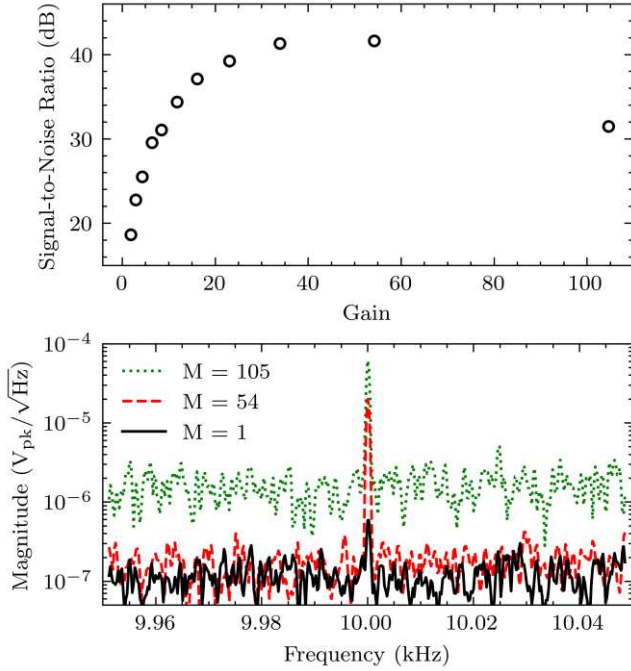 40
30
20
Signal-to-Noise Ratio (dB)
0 20 40 60 80 100
Gain
10⁻⁴
10⁻⁵
10⁻⁶
10⁻⁷
Magnitude (V_pk/√Hz)
M = 105
M = 54
M = 1
9.96 9.98 10.00 10.02 10.04
Frequency (kHz)